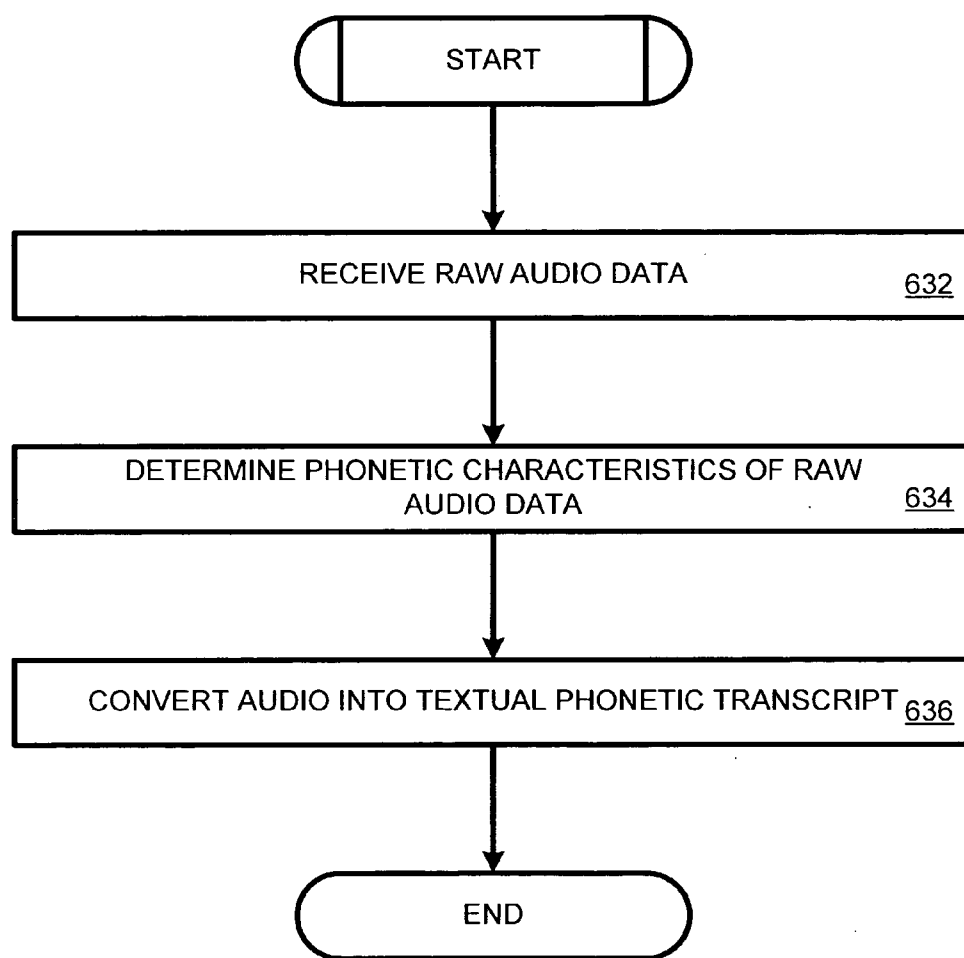 START
RECEIVE RAW AUDIO DATA
632
DETERMINE PHONETIC CHARACTERISTICS OF RAW
AUDIO DATA
634
CONVERT AUDIO INTO TEXTUAL PHONETIC TRANSCRIPT
636
END